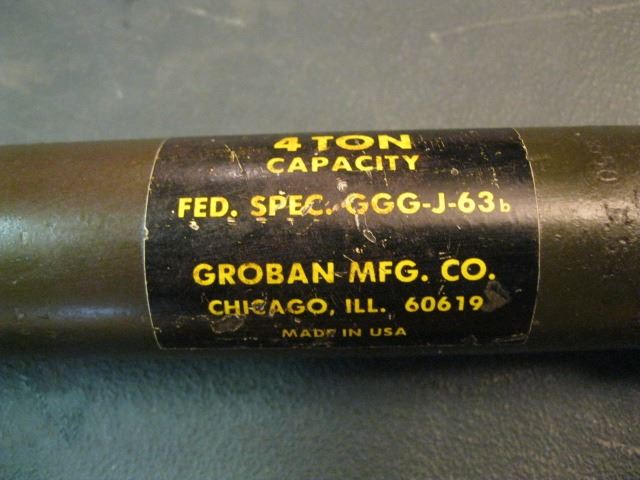 4 TON
CAPACITY
FED. SPEC. GGG-J-63b
GROBAN MFG. CO.
CHICAGO, ILL. 60619
MADE IN USA